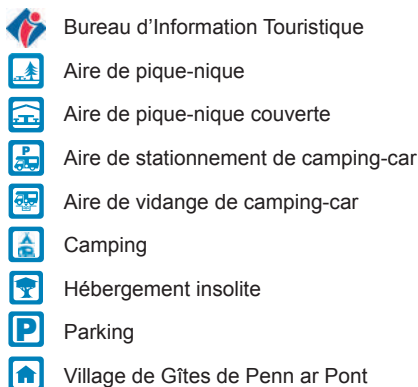 Bureau d’Information Touristique
Aire de pique-nique
Aire de pique-nique couverte
P Aire de stationnement de camping-car
Aire de vidange de camping-car
Camping
Hébergement insolite
P Parking
Village de Gîtes de Penn ar Pont